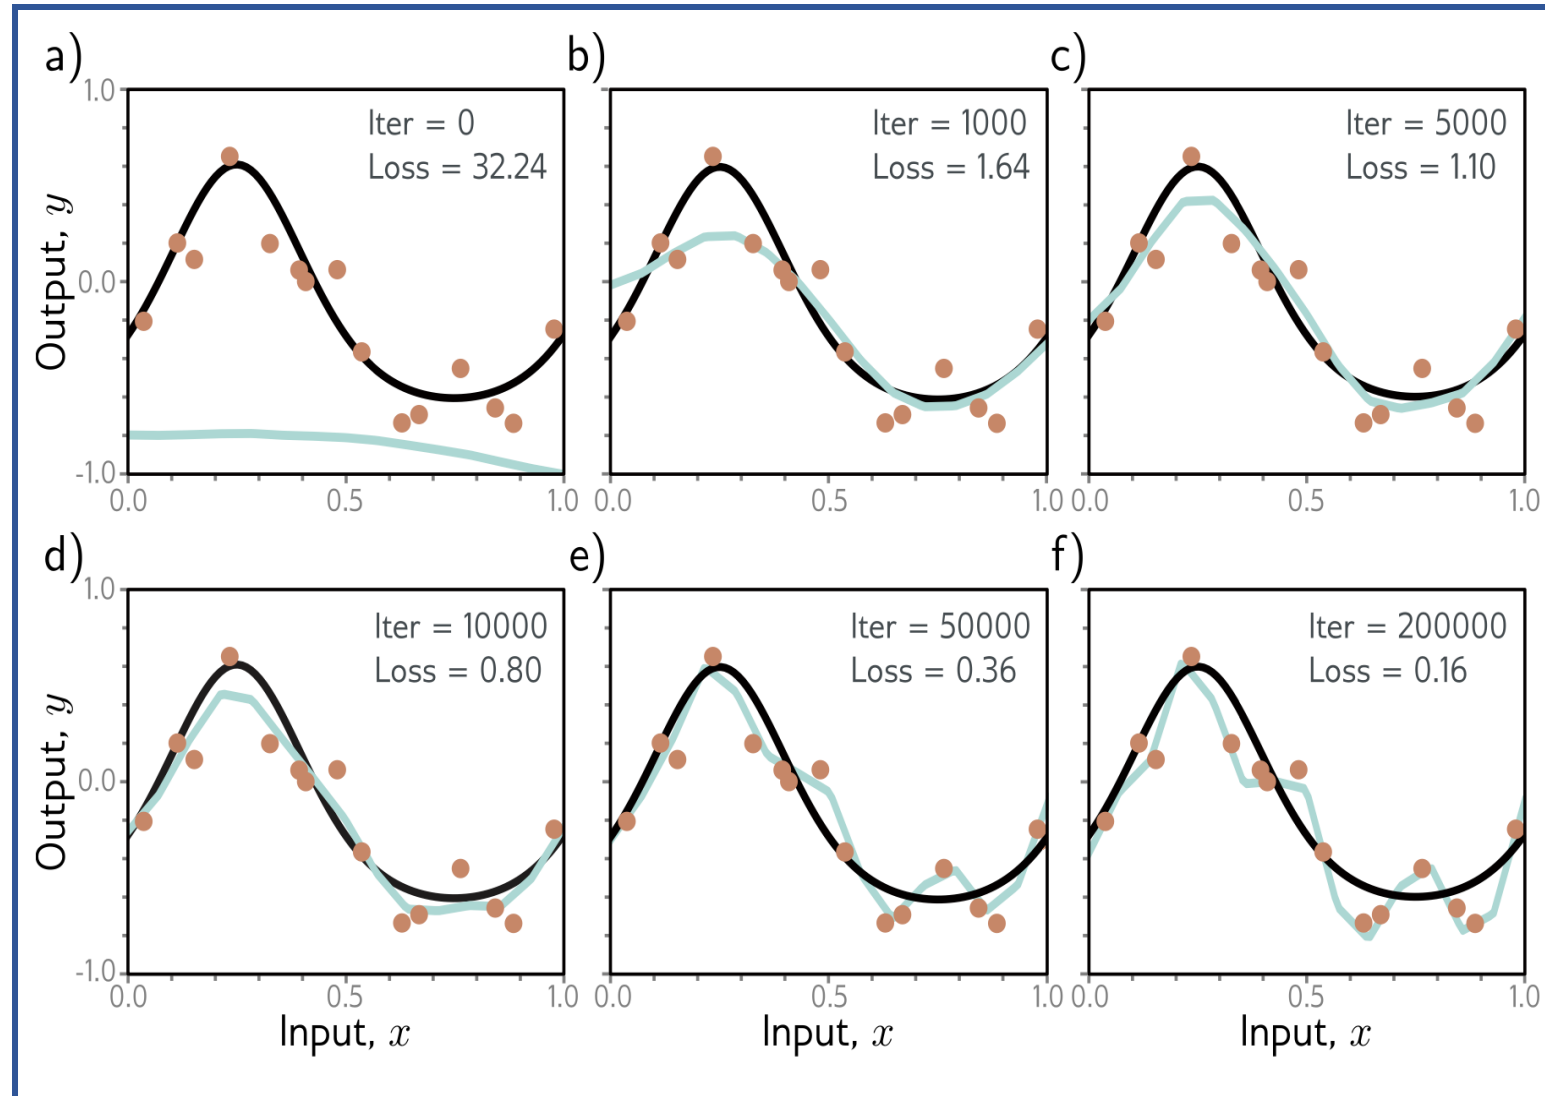 a)
Iter = 0
Loss = 32.24
1.0
0.0
-1.0
Output, y
0.0 0.5 1.0
b)
Iter = 1000
Loss = 1.64
0.0 0.5 1.0
c)
Iter = 5000
Loss = 1.10
0.0 0.5 1.0
d)
Iter = 10000
Loss = 0.80
1.0
0.0
-1.0
Output, y
0.0 0.5 1.0
Input, x
e)
Iter = 50000
Loss = 0.36
0.0 0.5 1.0
Input, x
f)
Iter = 200000
Loss = 0.16
0.0 0.5 1.0
Input, x